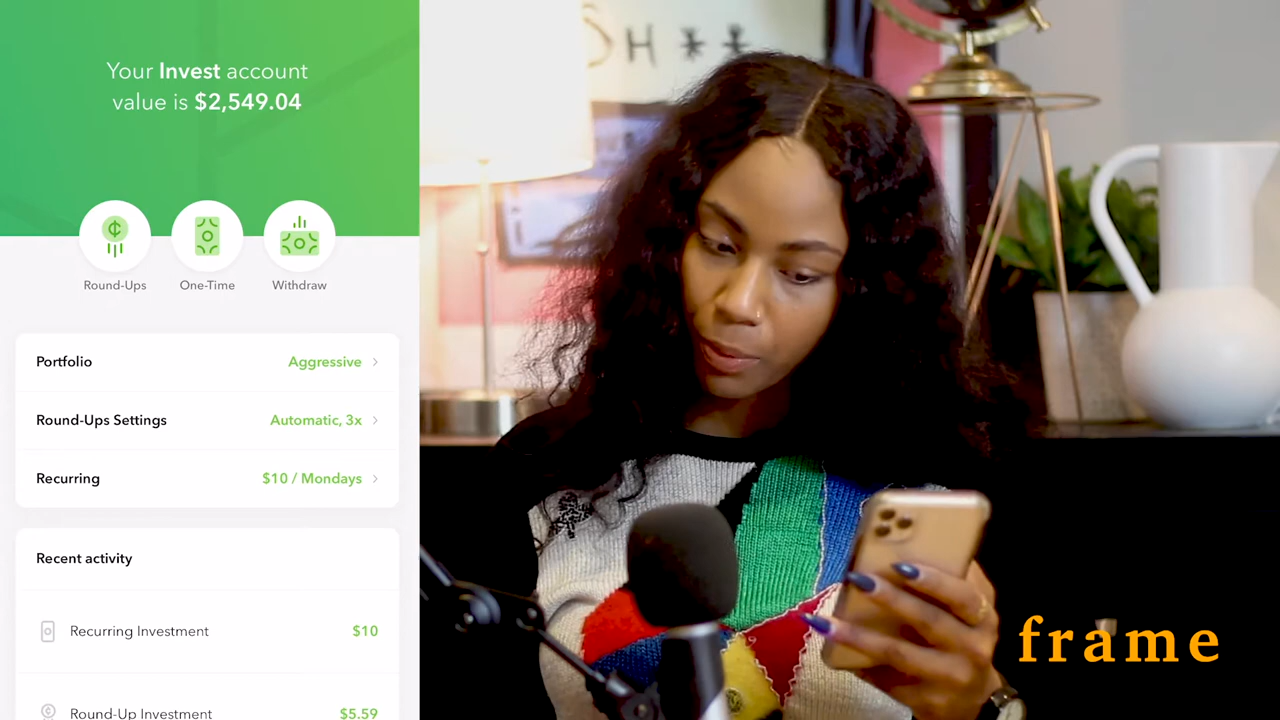 Your Invest account
value is $2,549.04
Round-Ups
One-Time
Withdraw
Portfolio
Aggressive
Round-Ups Settings
Automatic, 3x
Recurring
$10 / Mondays
Recent activity
Recurring Investment
$10
Round-Up Investment
$5.59
frame